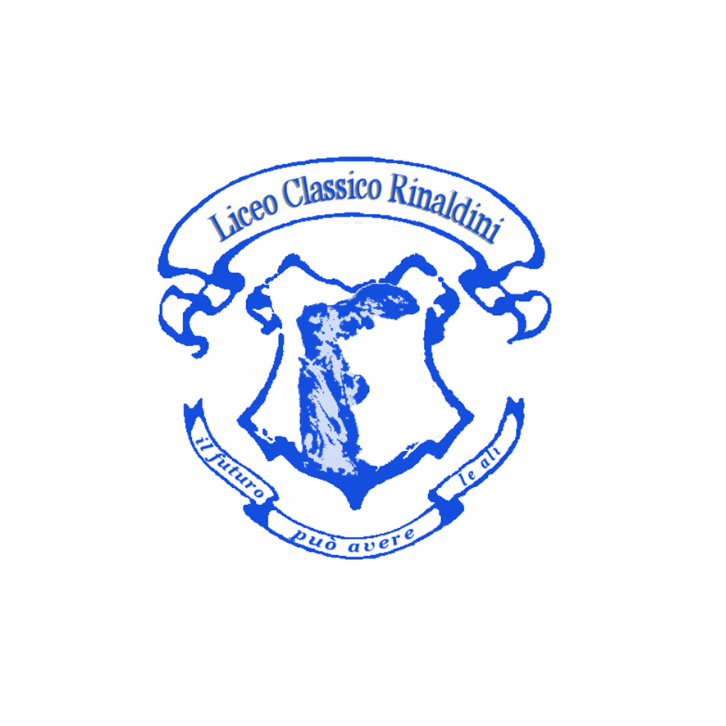 Liceo Classico Rinaldini
il futuro
può avere
le ali